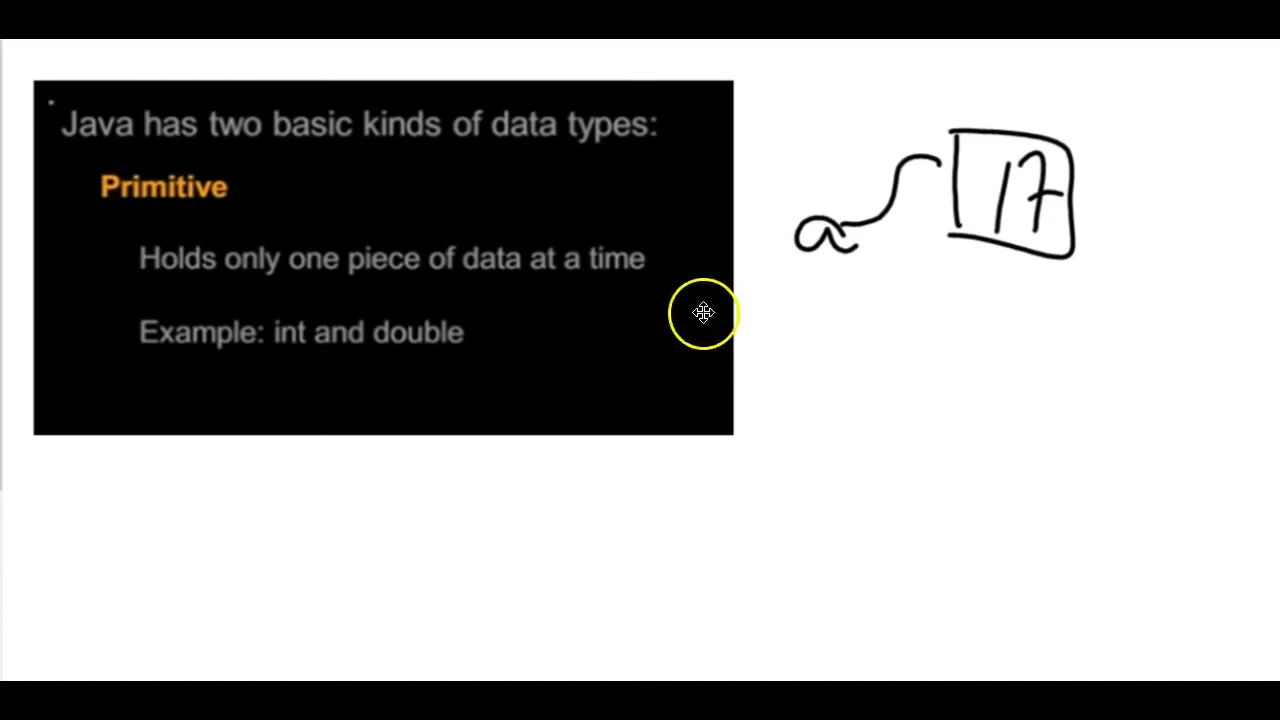 Java has two basic kinds of data types:
Primitive
Holds only one piece of data at a time
Example: int and double
a
17